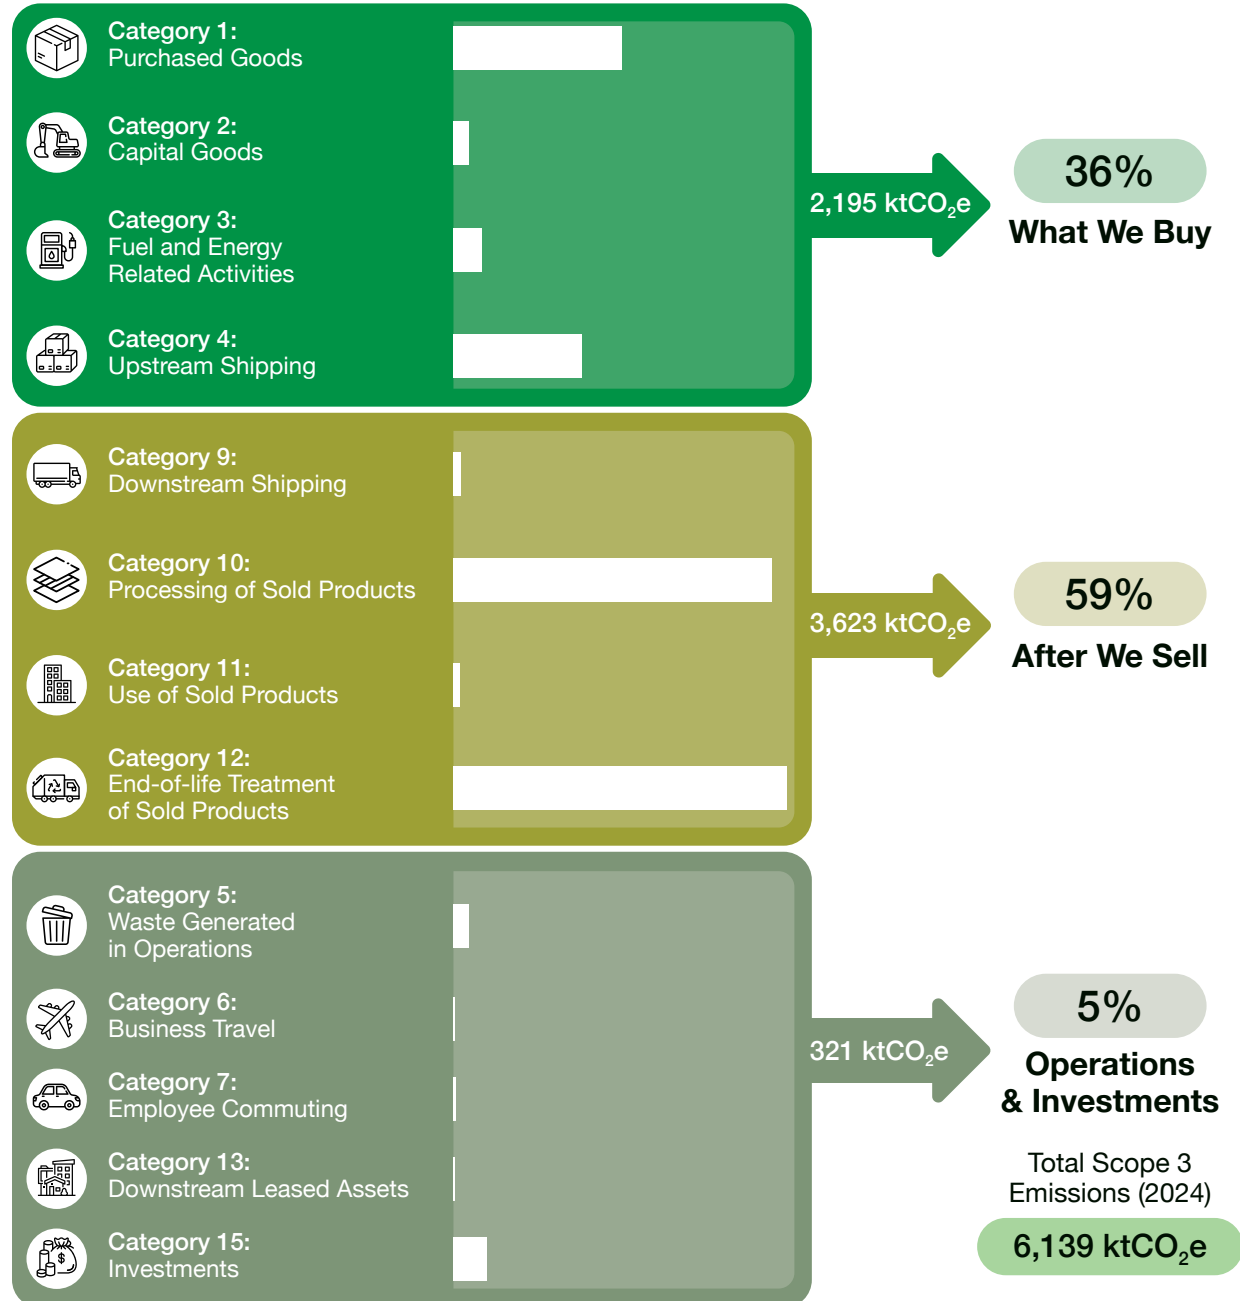 Category 1:
Purchased Goods
Category 2:
Capital Goods
Category 3:
Fuel and Energy
Related Activities
Category 4:
Upstream Shipping
2,195 ktCO₂e
36%
What We Buy
Category 9:
Downstream Shipping
Category 10:
Processing of Sold Products
Category 11:
Use of Sold Products
Category 12:
End-of-life Treatment
of Sold Products
3,623 ktCO₂e
59%
After We Sell
Category 5:
Waste Generated
in Operations
Category 6:
Business Travel
Category 7:
Employee Commuting
Category 13:
Downstream Leased Assets
Category 15:
$
Investments
321 ktCO₂e
5%
Operations
& Investments
Total Scope 3
Emissions (2024)
6,139 ktCO₂e